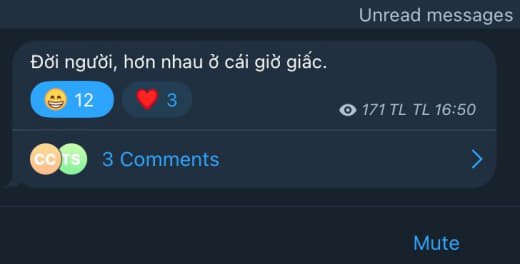 Unread messages
Đời người, hơn nhau ở cái giờ giấc.
😁 12 ❤️ 3 171 TL TL 16:50
CC TS 3 Comments
Mute